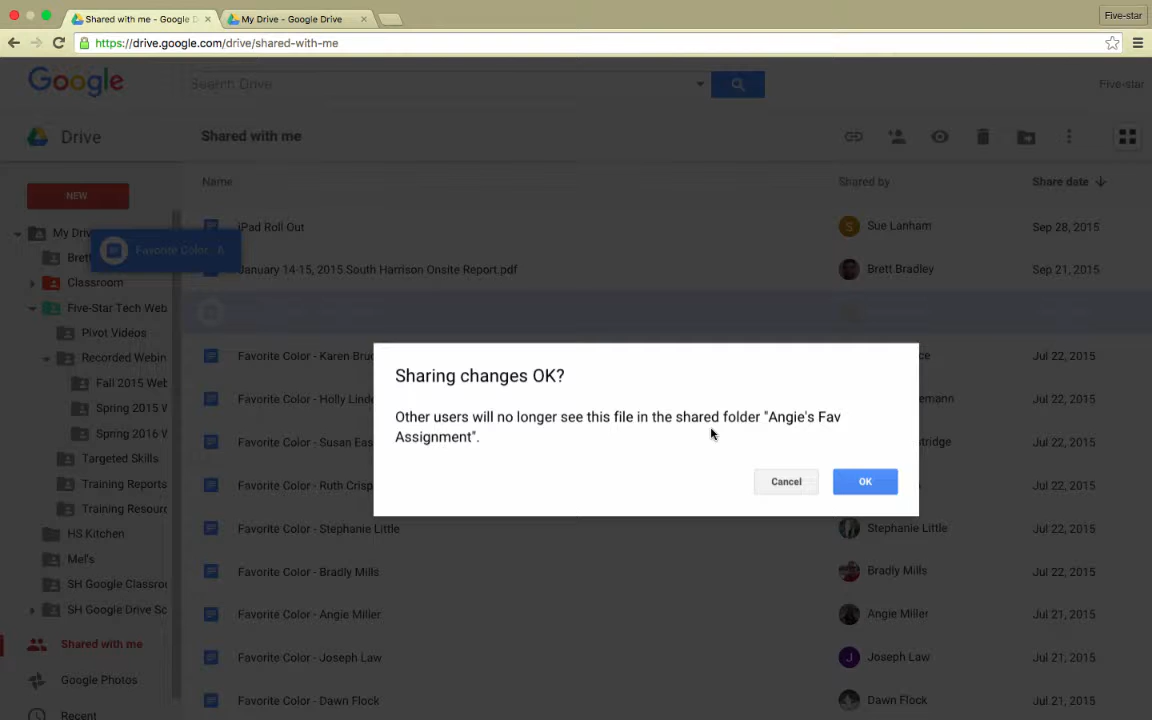 Shared with me - Google D
My Drive - Google Drive
Five-star
https://drive.google.com/drive/shared-with-me
Google
Search Drive
Five-star
Drive
Shared with me
Name
Shared by
Share date
NEW
My Driv
iPad Roll Out
Sue Lanham
Sep 28, 2015
Favorite Color - A
Brett
January 14-15, 2015 South Harrison Onsite Report.pdf
Brett Bradley
Sep 21, 2015
Classroom
Five-Star Tech Web
Pivot Videos
Recorded Webin
Favorite Color - Karen Bruc
ce
Jul 22, 2015
Fall 2015 Web
Favorite Color - Holly Linde
emann
Jul 22, 2015
Spring 2015 W
Spring 2016 W
Favorite Color - Susan Eas
tridge
Jul 22, 2015
Targeted Skills
Training Reports
Favorite Color - Ruth Crisp
Jul 22, 2015
Training Resour
HS Kitchen
Favorite Color - Stephanie Little
Stephanie Little
Jul 22, 2015
Mel's
Favorite Color - Bradly Mills
Bradly Mills
Jul 22, 2015
SH Google Classroo
SH Google Drive Sc
Favorite Color - Angie Miller
Angie Miller
Jul 21, 2015
Shared with me
Favorite Color - Joseph Law
J
Joseph Law
Jul 21, 2015
Google Photos
Favorite Color - Dawn Flock
Dawn Flock
Jul 21, 2015
Recent
Sharing changes OK?
Other users will no longer see this file in the shared folder "Angie's Fav
Assignment".
Cancel
OK